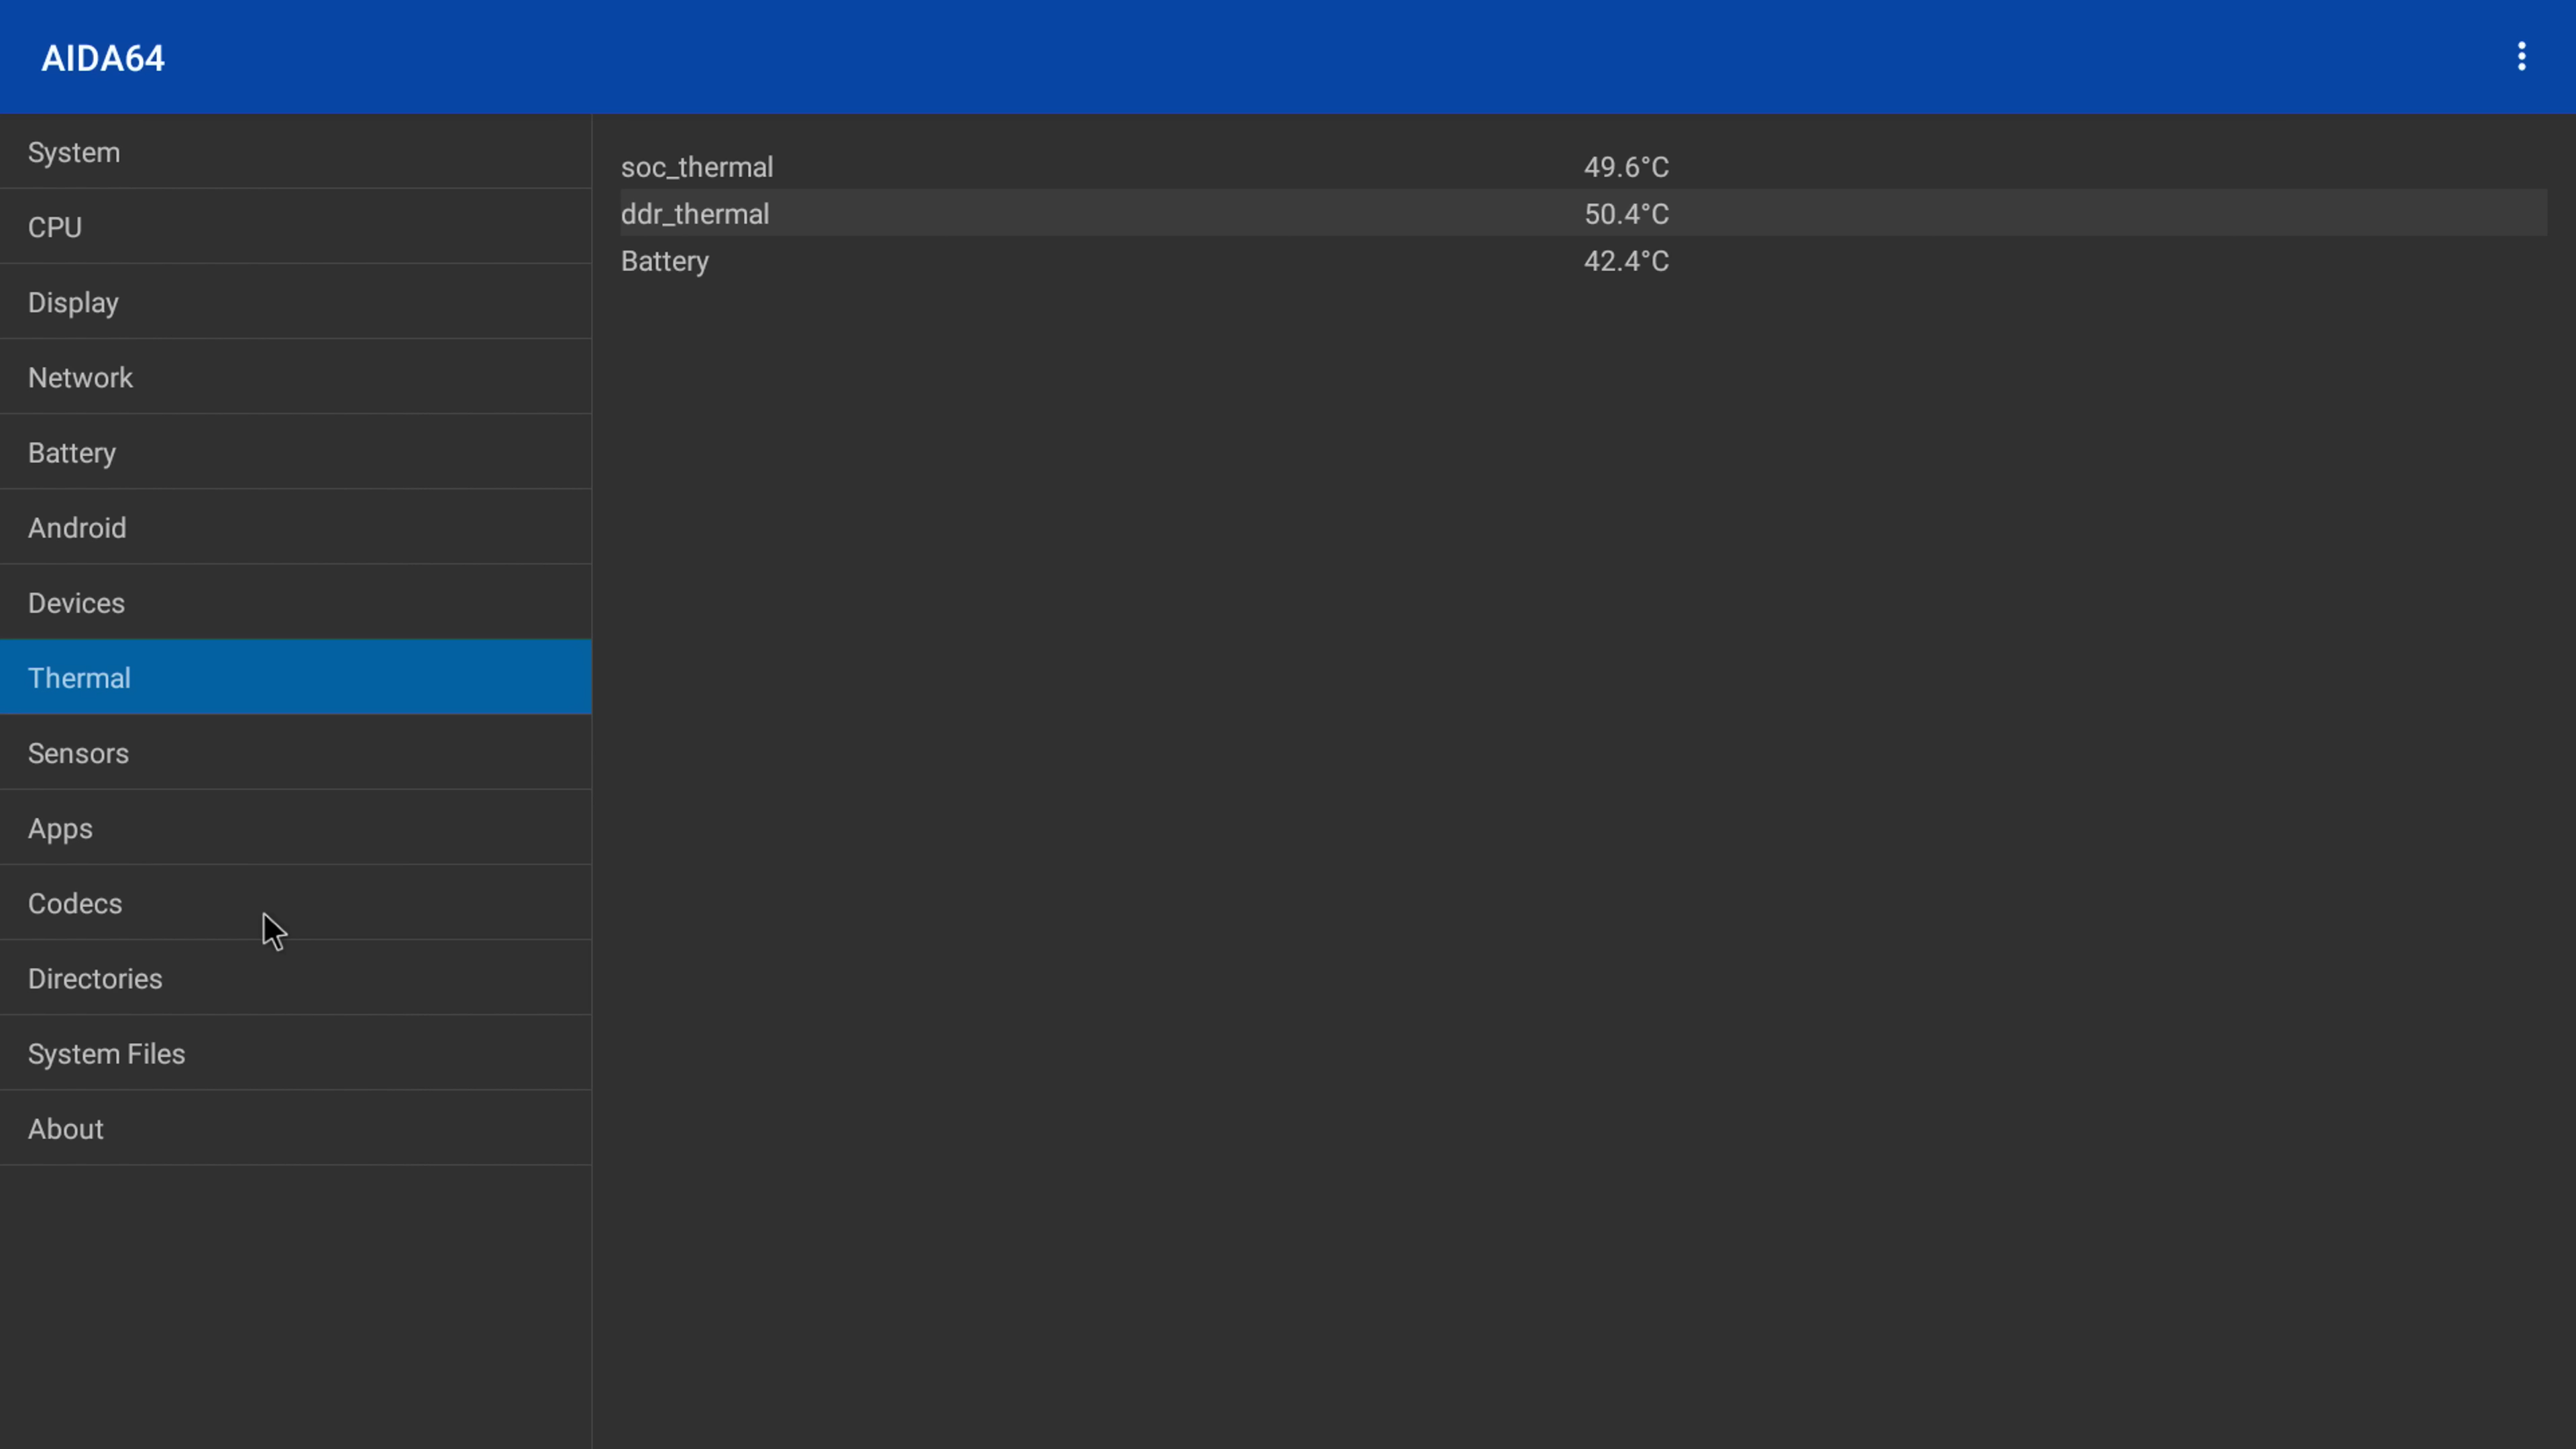 AIDA64
System
CPU
Display
Network
Battery
Android
Devices
Thermal
Sensors
Apps
Codecs
Directories
System Files
About
soc_thermal 49.6°C
ddr_thermal 50.4°C
Battery 42.4°C